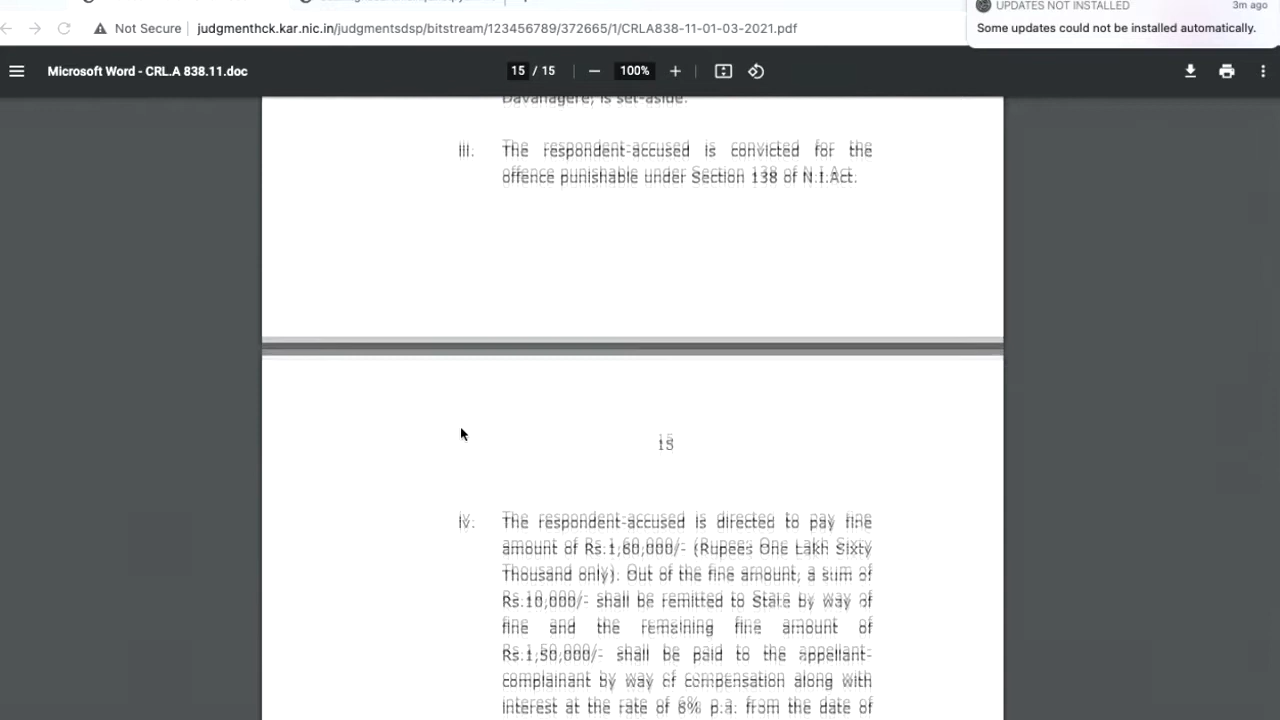 UPDATES NOT INSTALLED
3m ago
Some updates could not be installed automatically.
Not Secure
judgmenthck.kar.nic.in/judgmentsdsp/bitstream/123456789/372665/1/CRLA838-11-01-03-2021.pdf
Microsoft Word - CRL.A 838.11.doc
15 / 15
100%
Davanagere, is set-aside.
iii. The respondent-accused is convicted for the
offence punishable under Section 138 of N.I.Act.
15
iv. The respondent-accused is directed to pay fine
amount of Rs.1,60,000/- (Rupees One Lakh Sixty
Thousand only). Out of the fine amount, a sum of
Rs.10,000/- shall be remitted to State by way of
fine and the remaining fine amount of
Rs.1,50,000/- shall be paid to the appellant-
complainant by way of compensation along with
interest at the rate of 6% p.a. from the date of